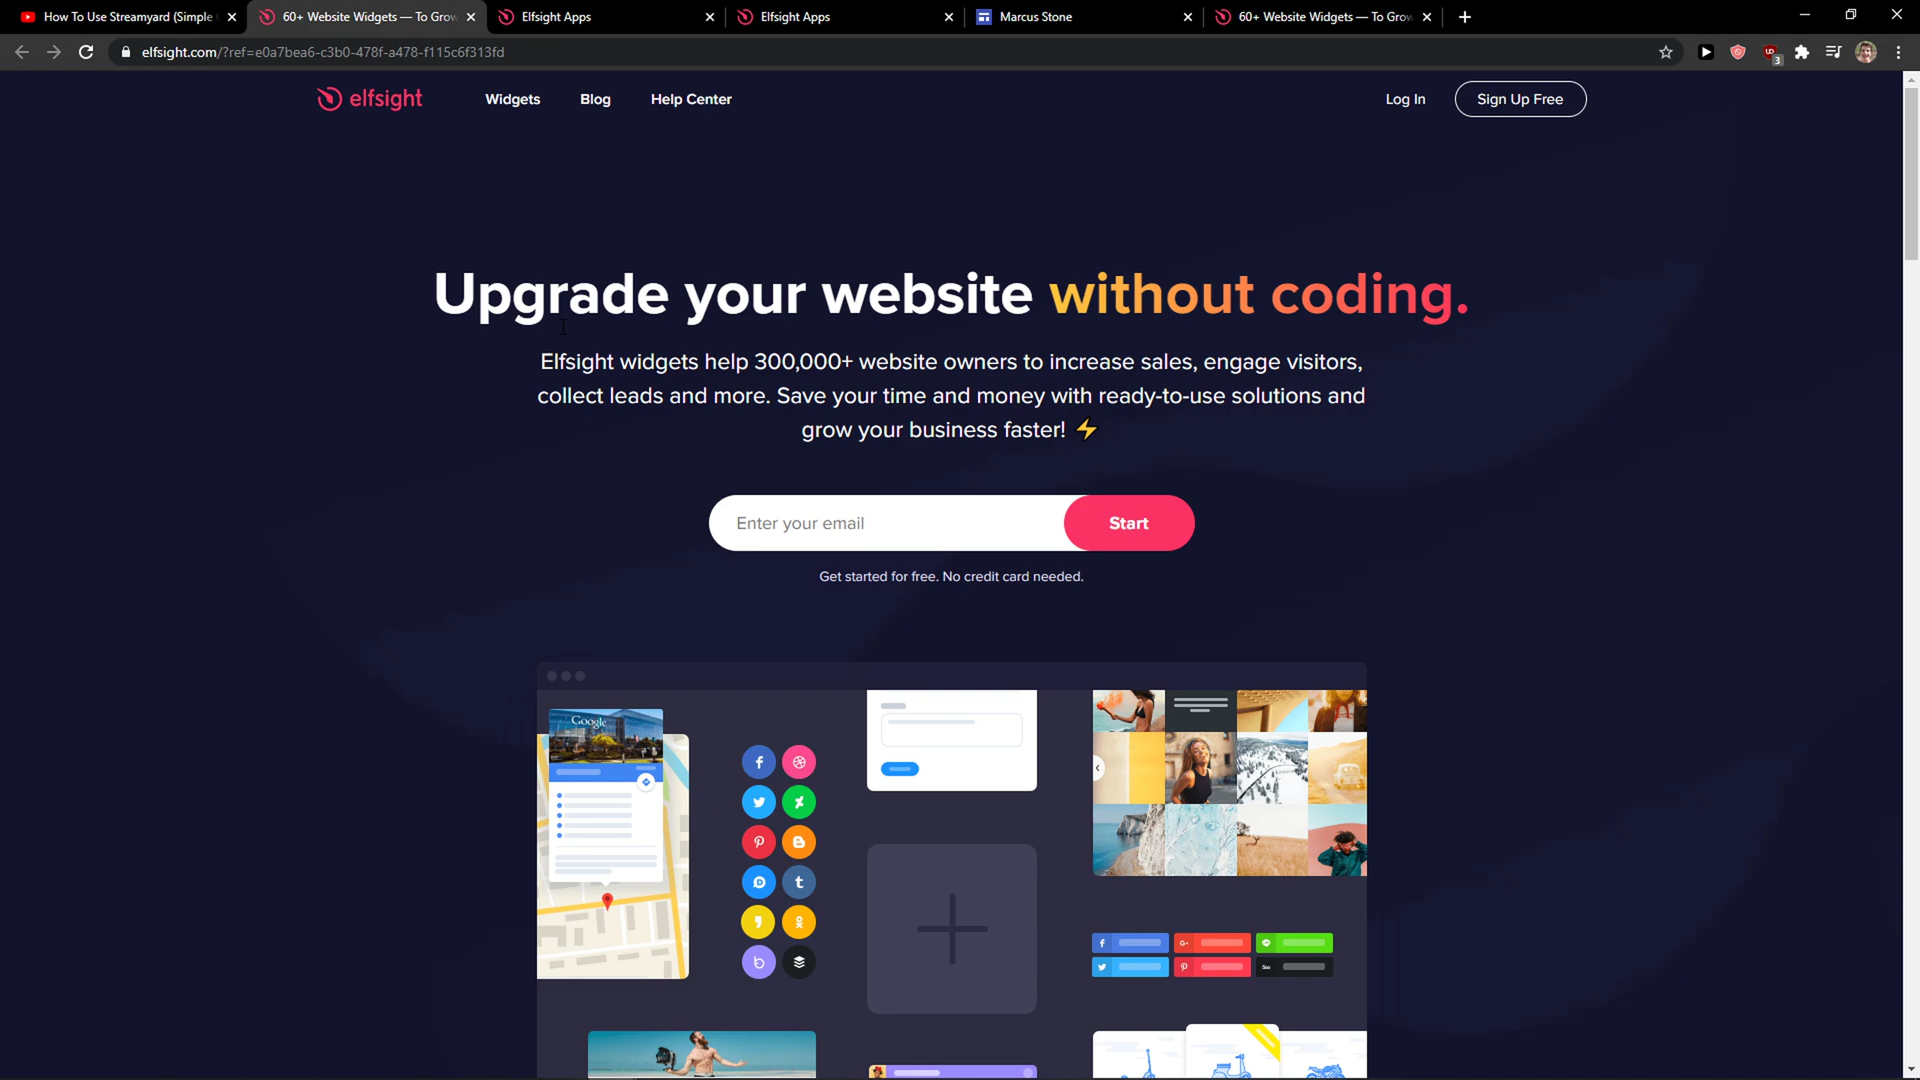 How To Use Streamyard (Simple
60+ Website Widgets — To Grow
Elfsight Apps
Elfsight Apps
Marcus Stone
60+ Website Widgets — To Grow
elfsight.com/?ref=e0a7bea6-c3b0-478f-a478-f115c6f313fd
3
elfsight
Widgets
Blog
Help Center
Log In
Sign Up Free
Upgrade your website without coding.
Elfsight widgets help 300,000+ website owners to increase sales, engage visitors,
collect leads and more. Save your time and money with ready-to-use solutions and
grow your business faster! ⚡
Enter your email
Start
Get started for free. No credit card needed.
Google